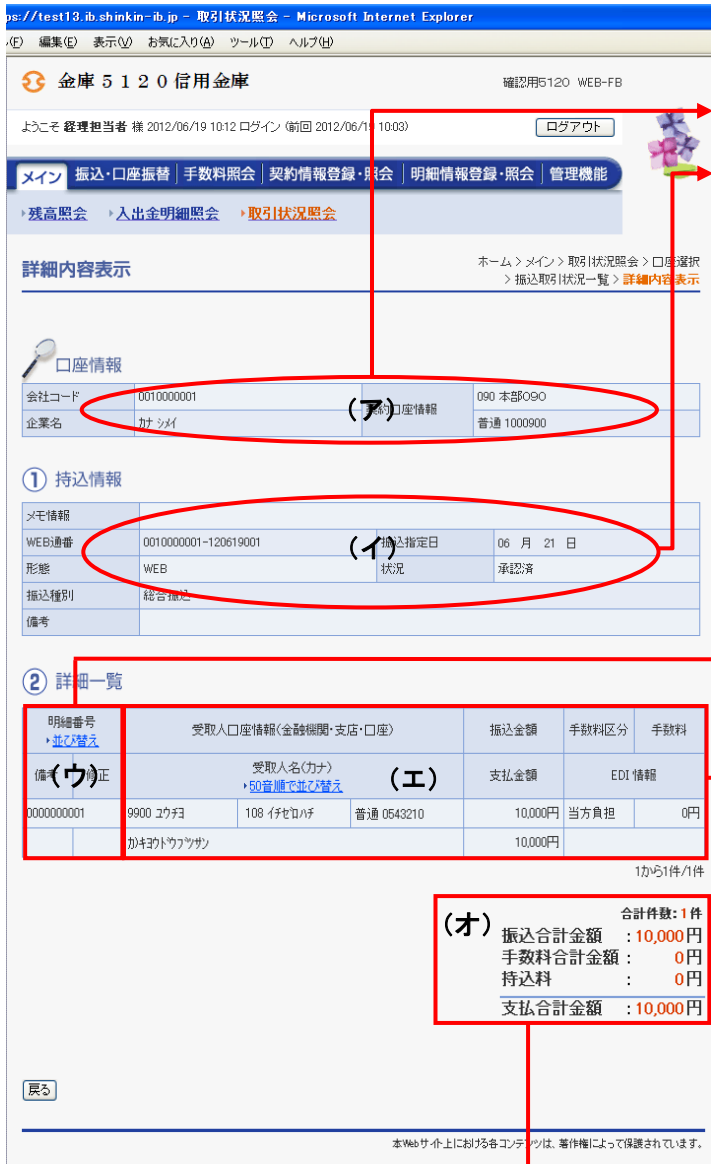 ps://test13.ib.shinkin-ib.jp - 取引状況照会 - Microsoft Internet Explorer
(F) 編集(E) 表示(V) お気に入り(A) ツール(T) ヘルプ(H)
金庫５１２０信用金庫
確認用5120 WEB-FB
ようこそ 経理担当者 様 2012/06/19 10:12 ログイン (前回 2012/06/19 10:03)
ログアウト
メイン 振込・口座振替 手数料照会 契約情報登録・照会 明細情報登録・照会 管理機能
残高照会 入出金明細照会 取引状況照会
詳細内容表示
ホーム > メイン > 取引状況照会 > 口座選択
> 振込取引状況一覧 > 詳細内容表示
口座情報
会社コード 0010000001 契約口座情報 090 本部090
企業名 カナ シメイ 普通 1000900
(ア)
① 持込情報
メモ情報
WEB通番 0010000001-120619001 振込指定日 06 月 21 日
(イ)
形態 WEB 状況 承認済
振込種別 総合振込
備考
② 詳細一覧
明細番号 受取人口座情報(金融機関・支店・口座) 振込金額 手数料区分 手数料
並び替え
備考 修正 受取人名(カナ) 支払金額 EDI 情報
50音順で並び替え
(ウ) (エ)
0000000001 9900 ユウチヨ 108 イチゼロハチ 普通 0543210 10,000円 当方負担 0円
カ)キヨウドウフツサン 10,000円
1から1件/1件
(オ)
合計件数: 1 件
振込合計金額 : 10,000 円
手数料合計金額 : 0 円
持込料 : 0 円
支払合計金額 : 10,000 円
戻る
本Webサイト上における各コンテンツは、著作権によって保護されています。